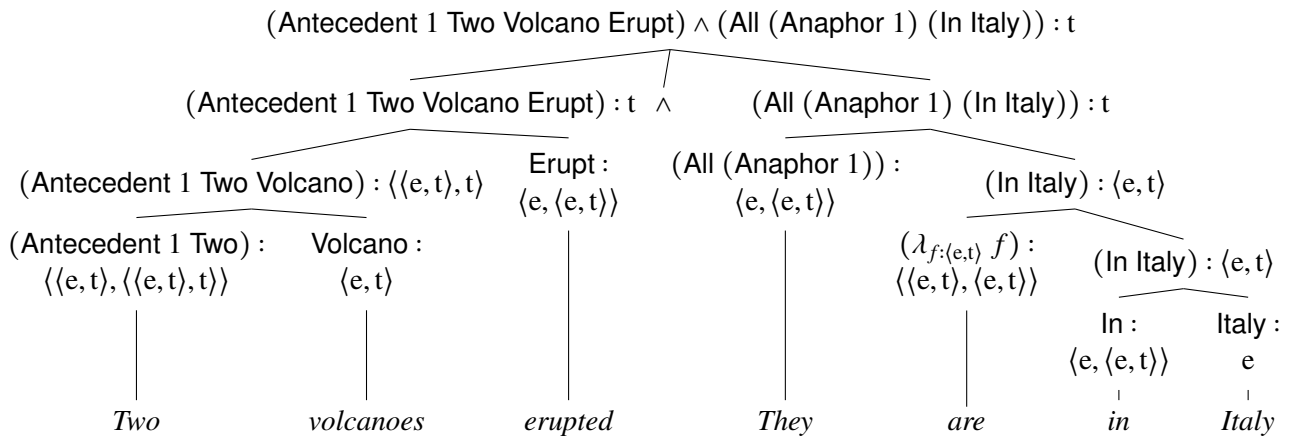 (Antecedent 1 Two Volcano Erupt) ∧ (All (Anaphor 1) (In Italy)) : t
(Antecedent 1 Two Volcano Erupt) : t ∧ (All (Anaphor 1) (In Italy)) : t
(Antecedent 1 Two Volcano) : ⟨⟨e, t⟩, t⟩ Erupt : ⟨e, ⟨e, t⟩⟩ (All (Anaphor 1)) : ⟨e, ⟨e, t⟩⟩ (In Italy) : ⟨e, t⟩
(Antecedent 1 Two) : ⟨⟨e, t⟩, ⟨⟨e, t⟩, t⟩⟩ Volcano : ⟨e, t⟩ (λf:⟨e,t⟩ f) : ⟨⟨e, t⟩, ⟨e, t⟩⟩ (In Italy) : ⟨e, t⟩
In : ⟨e, ⟨e, t⟩⟩ Italy : e
Two volcanoes erupted They are in Italy